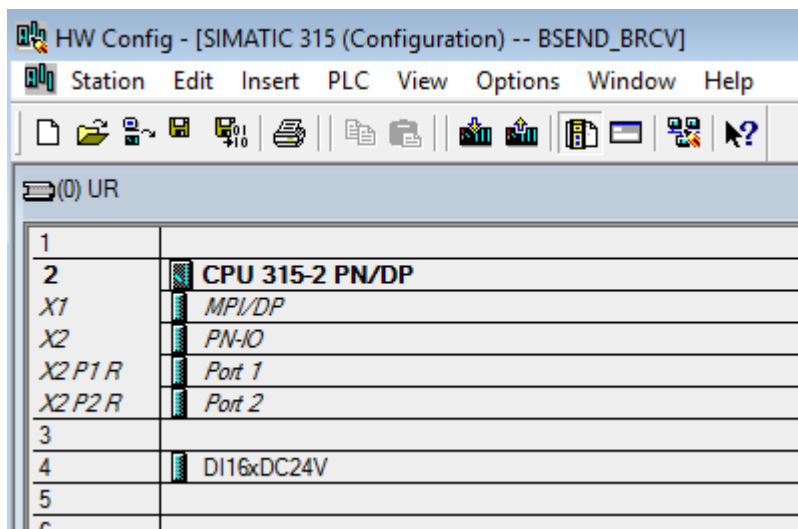 HW Config - [SIMATIC 315 (Configuration) -- BSEND_BRCV]
Station Edit Insert PLC View Options Window Help
(0) UR
1
2 CPU 315-2 PN/DP
X1 MPI/DP
X2 PN-IO
X2 P1 R Port 1
X2 P2 R Port 2
3
4 DI16xDC24V
5